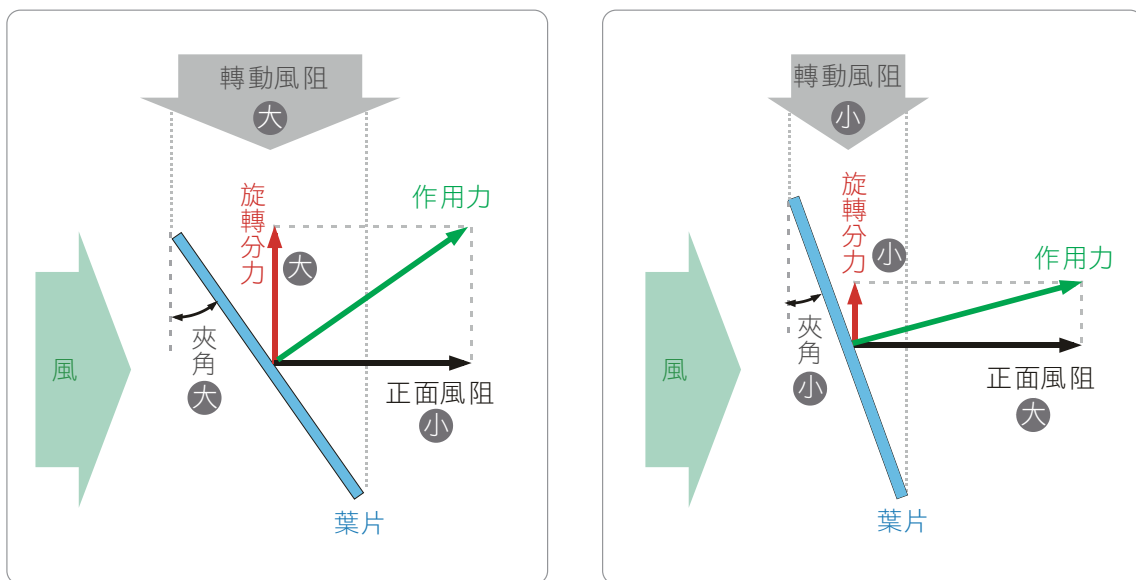 轉動風阻
大
旋轉分力
大
作用力
夾角
大
風
正面風阻
小
葉片
轉動風阻
小
旋轉分力
小
作用力
夾角
小
風
正面風阻
大
葉片